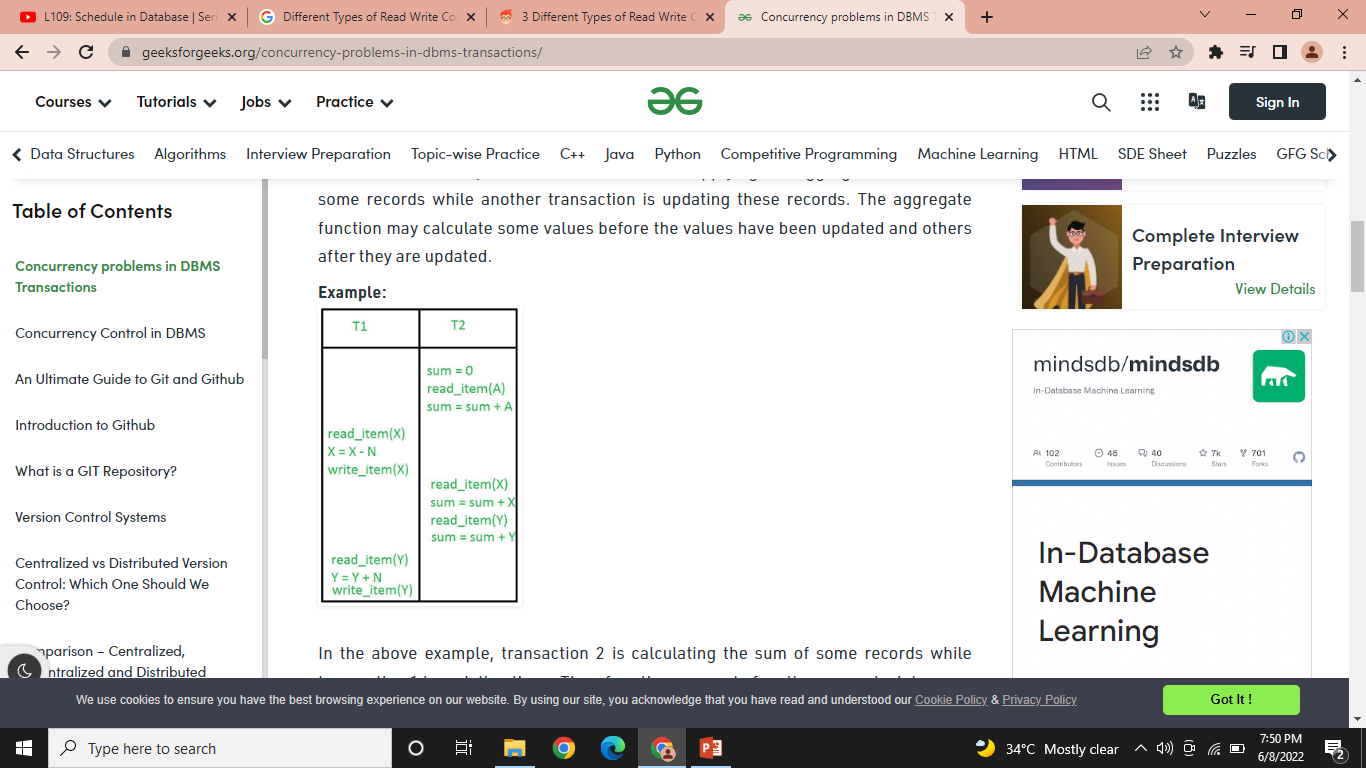 L109: Schedule in Database | Seri
Different Types of Read Write Co
3 Different Types of Read Write C
Concurrency problems in DBMS T
geeksforgeeks.org/concurrency-problems-in-dbms-transactions/
Courses Tutorials Jobs Practice
Sign In
Data Structures Algorithms Interview Preparation Topic-wise Practice C++ Java Python Competitive Programming Machine Learning HTML SDE Sheet Puzzles GFG Sch
Table of Contents
Concurrency problems in DBMS
Transactions
Concurrency Control in DBMS
An Ultimate Guide to Git and Github
Introduction to Github
What is a GIT Repository?
Version Control Systems
Centralized vs Distributed Version
Control: Which One Should We
Choose?
mparison – Centralized,
ntralized and Distributed
some records while another transaction is updating these records. The aggregate
function may calculate some values before the values have been updated and others
after they are updated.
Example:
T1 T2
sum = 0
read_item(A)
sum = sum + A
read_item(X)
X = X - N
write_item(X)
read_item(X)
sum = sum + X
read_item(Y)
sum = sum + Y
read_item(Y)
Y = Y + N
write_item(Y)
In the above example, transaction 2 is calculating the sum of some records while
Complete Interview
Preparation
View Details
mindsdb/mindsdb
In-Database Machine Learning
102 Contributors
46 Issues
40 Discussions
7k Stars
701 Forks
In-Database
Machine
Learning
We use cookies to ensure you have the best browsing experience on our website. By using our site, you acknowledge that you have read and understood our Cookie Policy & Privacy Policy
Got It !
Type here to search
34°C Mostly clear
7:50 PM
6/8/2022
2